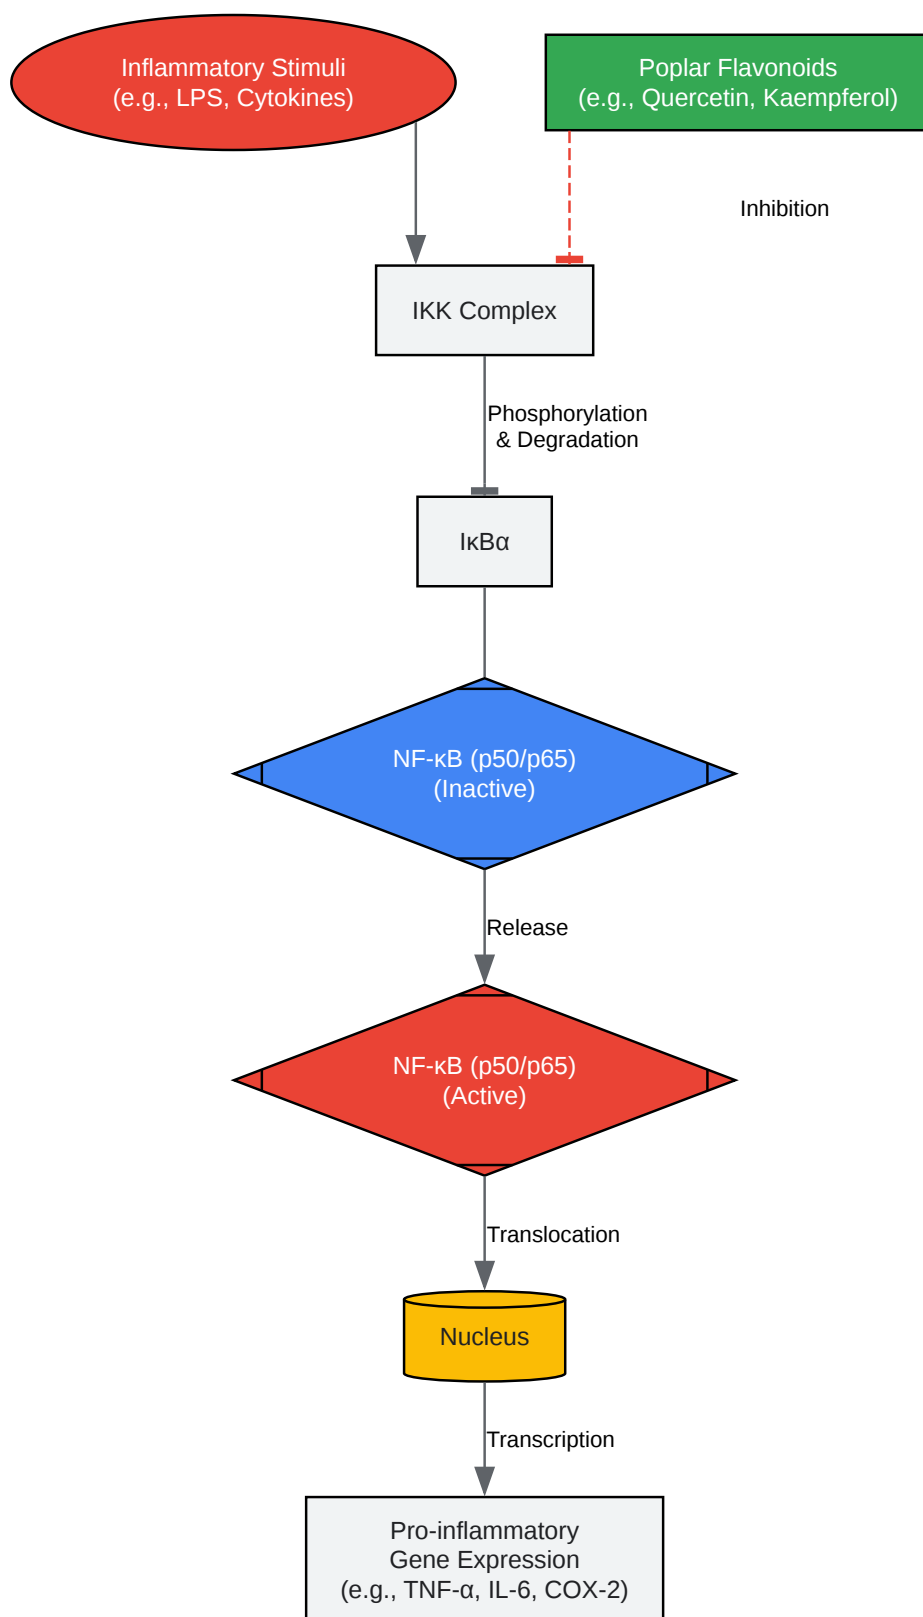 Inflammatory Stimuli
(e.g., LPS, Cytokines)
Poplar Flavonoids
(e.g., Quercetin, Kaempferol)
Inhibition
IKK Complex
Phosphorylation
& Degradation
IκBα
NF-κB (p50/p65)
(Inactive)
Release
NF-κB (p50/p65)
(Active)
Translocation
Nucleus
Transcription
Pro-inflammatory
Gene Expression
(e.g., TNF-α, IL-6, COX-2)